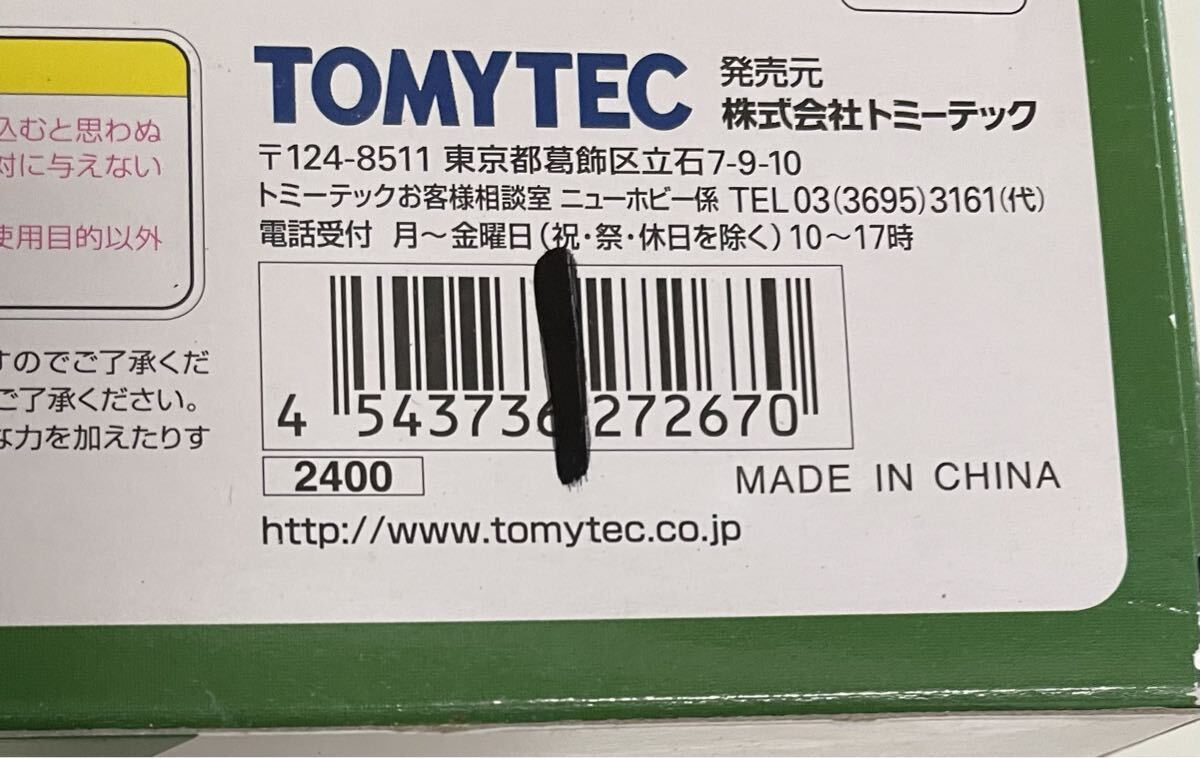 TOMYTEC 発売元
株式会社トミーテック
〒124-8511 東京都葛飾区立石7-9-10
トミーテックお客様相談室 ニューホビー係 TEL 03(3695)3161(代)
電話受付 月～金曜日(祝・祭・休日を除く)10～17時
込むと思わぬ
対に与えない
使用目的以外
すのでご了承くだ
ご了承ください。
な力を加えたりす
4 543736 272670
2400
MADE IN CHINA
http://www.tomytec.co.jp